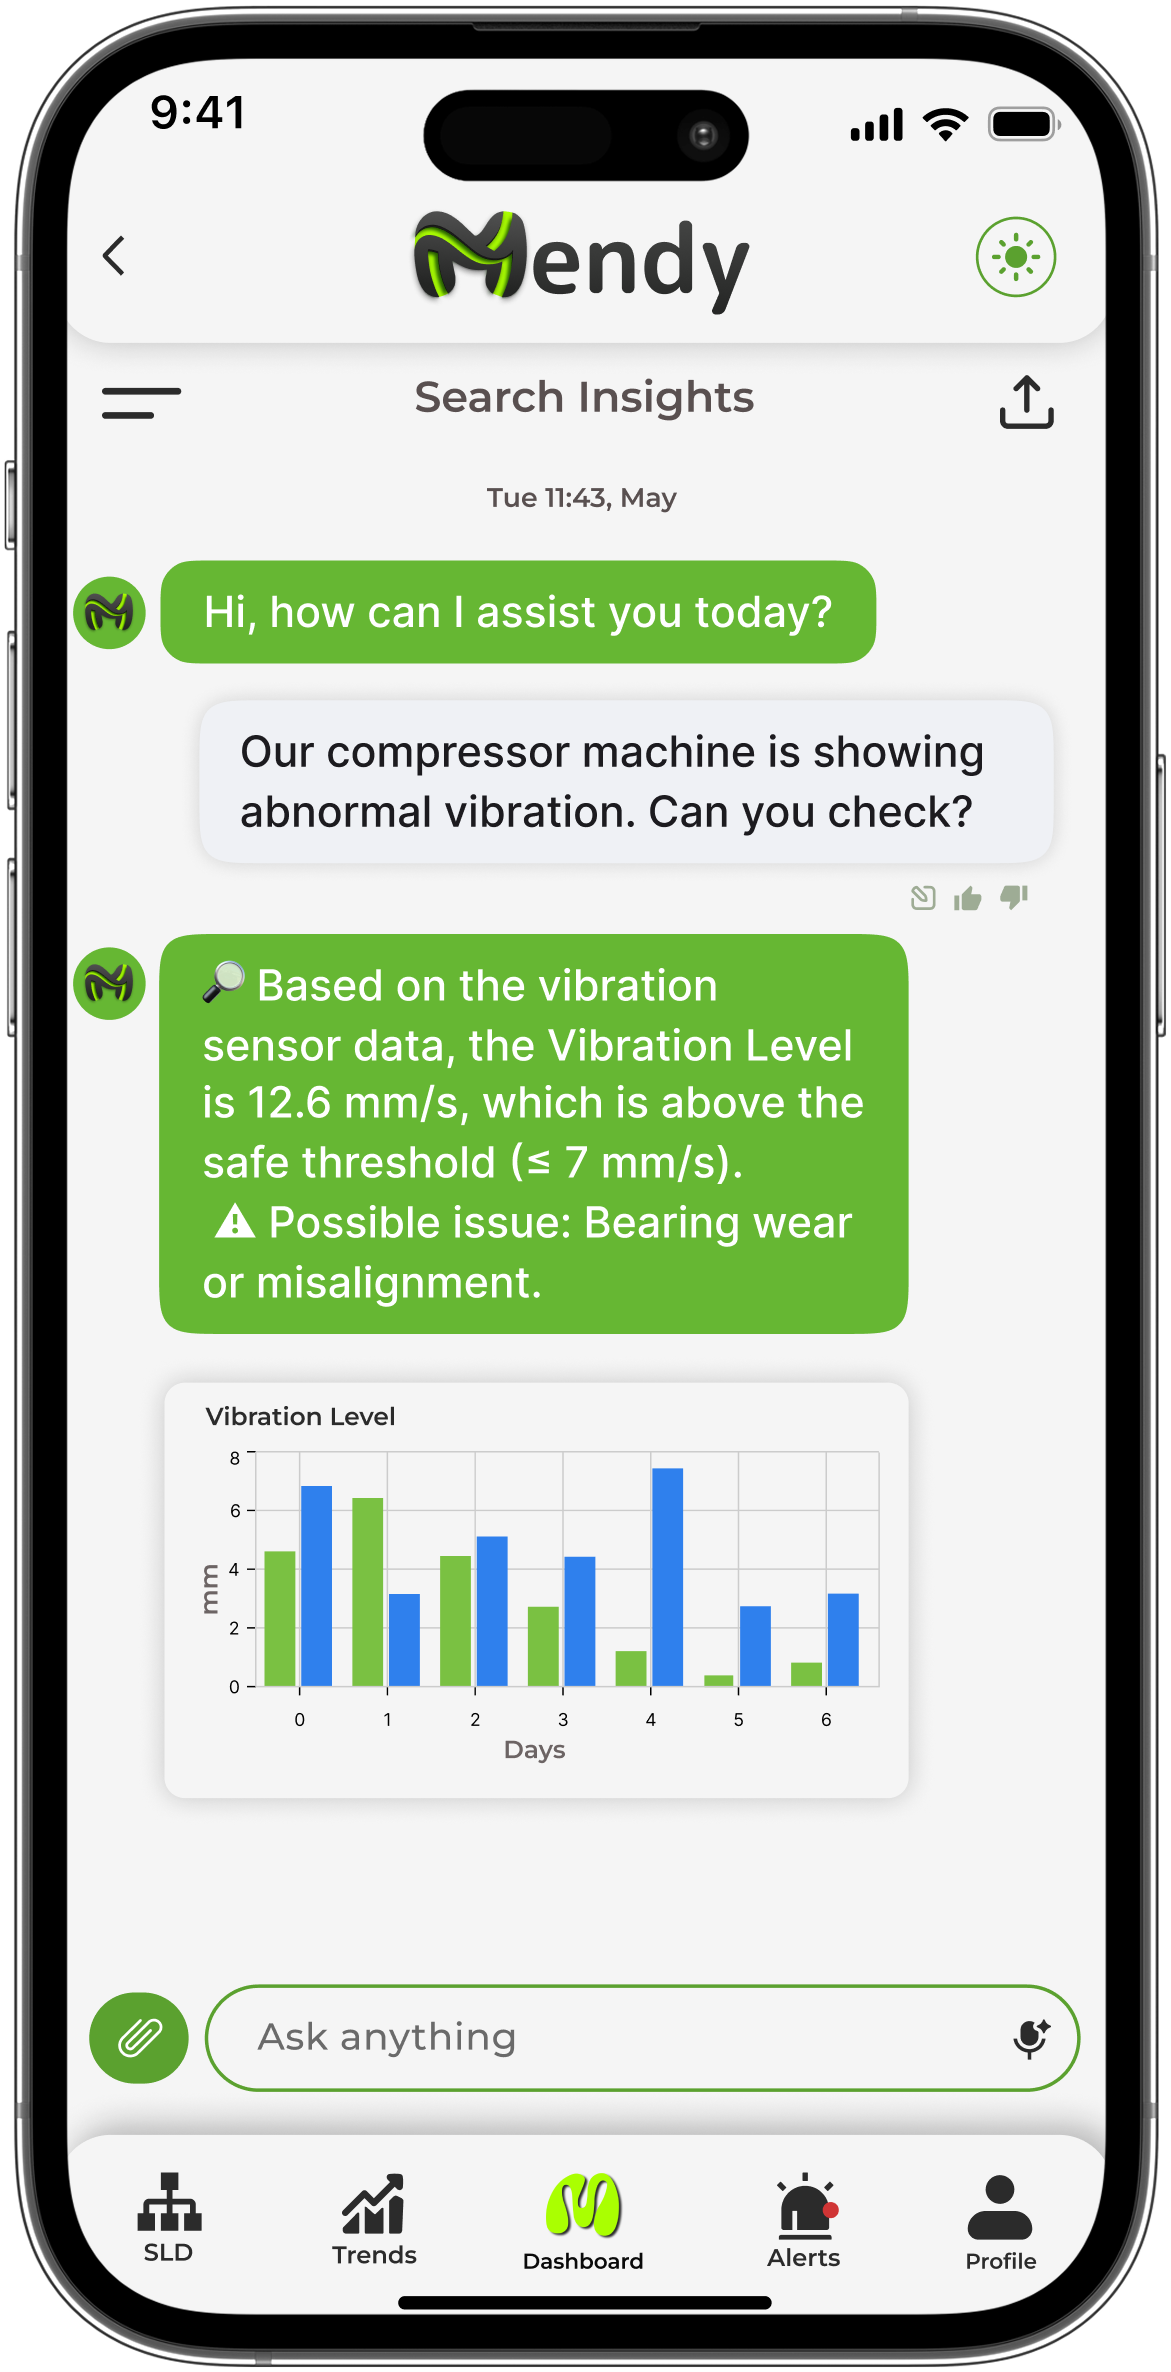 9:41
Mendy
Search Insights
Tue 11:43, May
Hi, how can I assist you today?
Our compressor machine is showing
abnormal vibration. Can you check?
🔎 Based on the vibration
sensor data, the Vibration Level
is 12.6 mm/s, which is above the
safe threshold (≤ 7 mm/s).
⚠ Possible issue: Bearing wear
or misalignment.
Vibration Level
8
6
4
2
0
mm
0 1 2 3 4 5 6
Days
Ask anything
SLD Trends Dashboard Alerts Profile